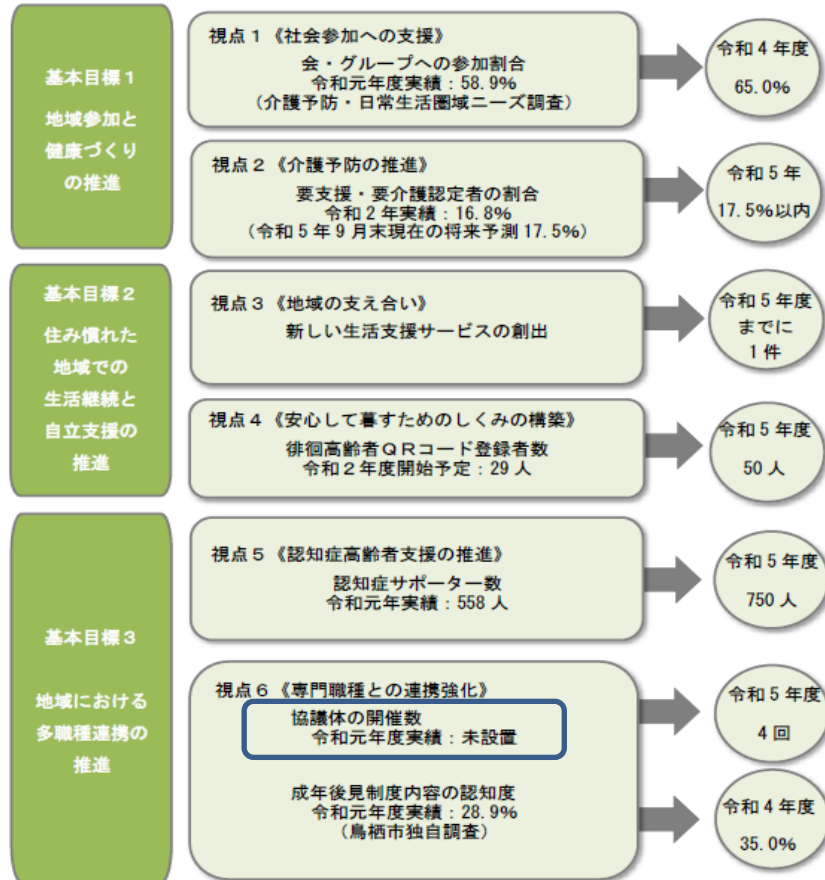 基本目標１
地域参加と
健康づくり
の推進
視点１《社会参加への支援》
会・グループへの参加割合
令和元年度実績：58.9%
（介護予防・日常生活圏域ニーズ調査）
令和４年度
65.0%
視点２《介護予防の推進》
要支援・要介護認定者の割合
令和２年実績：16.8%
（令和５年９月末現在の将来予測 17.5%）
令和５年
17.5%以内
基本目標２
住み慣れた
地域での
生活継続と
自立支援の
推進
視点３《地域の支え合い》
新しい生活支援サービスの創出
令和５年度
までに
１件
視点４《安心して暮すためのしくみの構築》
徘徊高齢者ＱＲコード登録者数
令和２年度開始予定：29 人
令和５年度
50 人
基本目標３
地域における
多職種連携の
推進
視点５《認知症高齢者支援の推進》
認知症サポーター数
令和元年実績：558 人
令和５年度
750 人
視点６《専門職種との連携強化》
協議体の開催数
令和元年度実績：未設置
令和５年度
４回
成年後見制度内容の認知度
令和元年度実績：28.9%
（鳥栖市独自調査）
令和４年度
35.0%